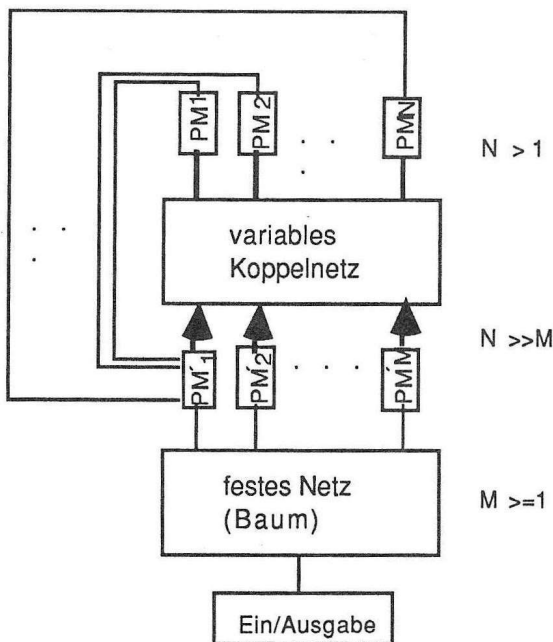 PM1
PM2
PMN
N > 1
variables
Koppelnetz
N >>M
PM´1
PM´2
PM´M
festes Netz
(Baum)
M >=1
Ein/Ausgabe